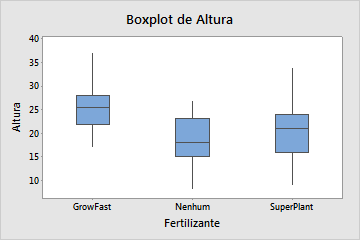 Boxplot de Altura
Altura
40
35
30
25
20
15
10
GrowFast
Nenhum
SuperPlant
Fertilizante